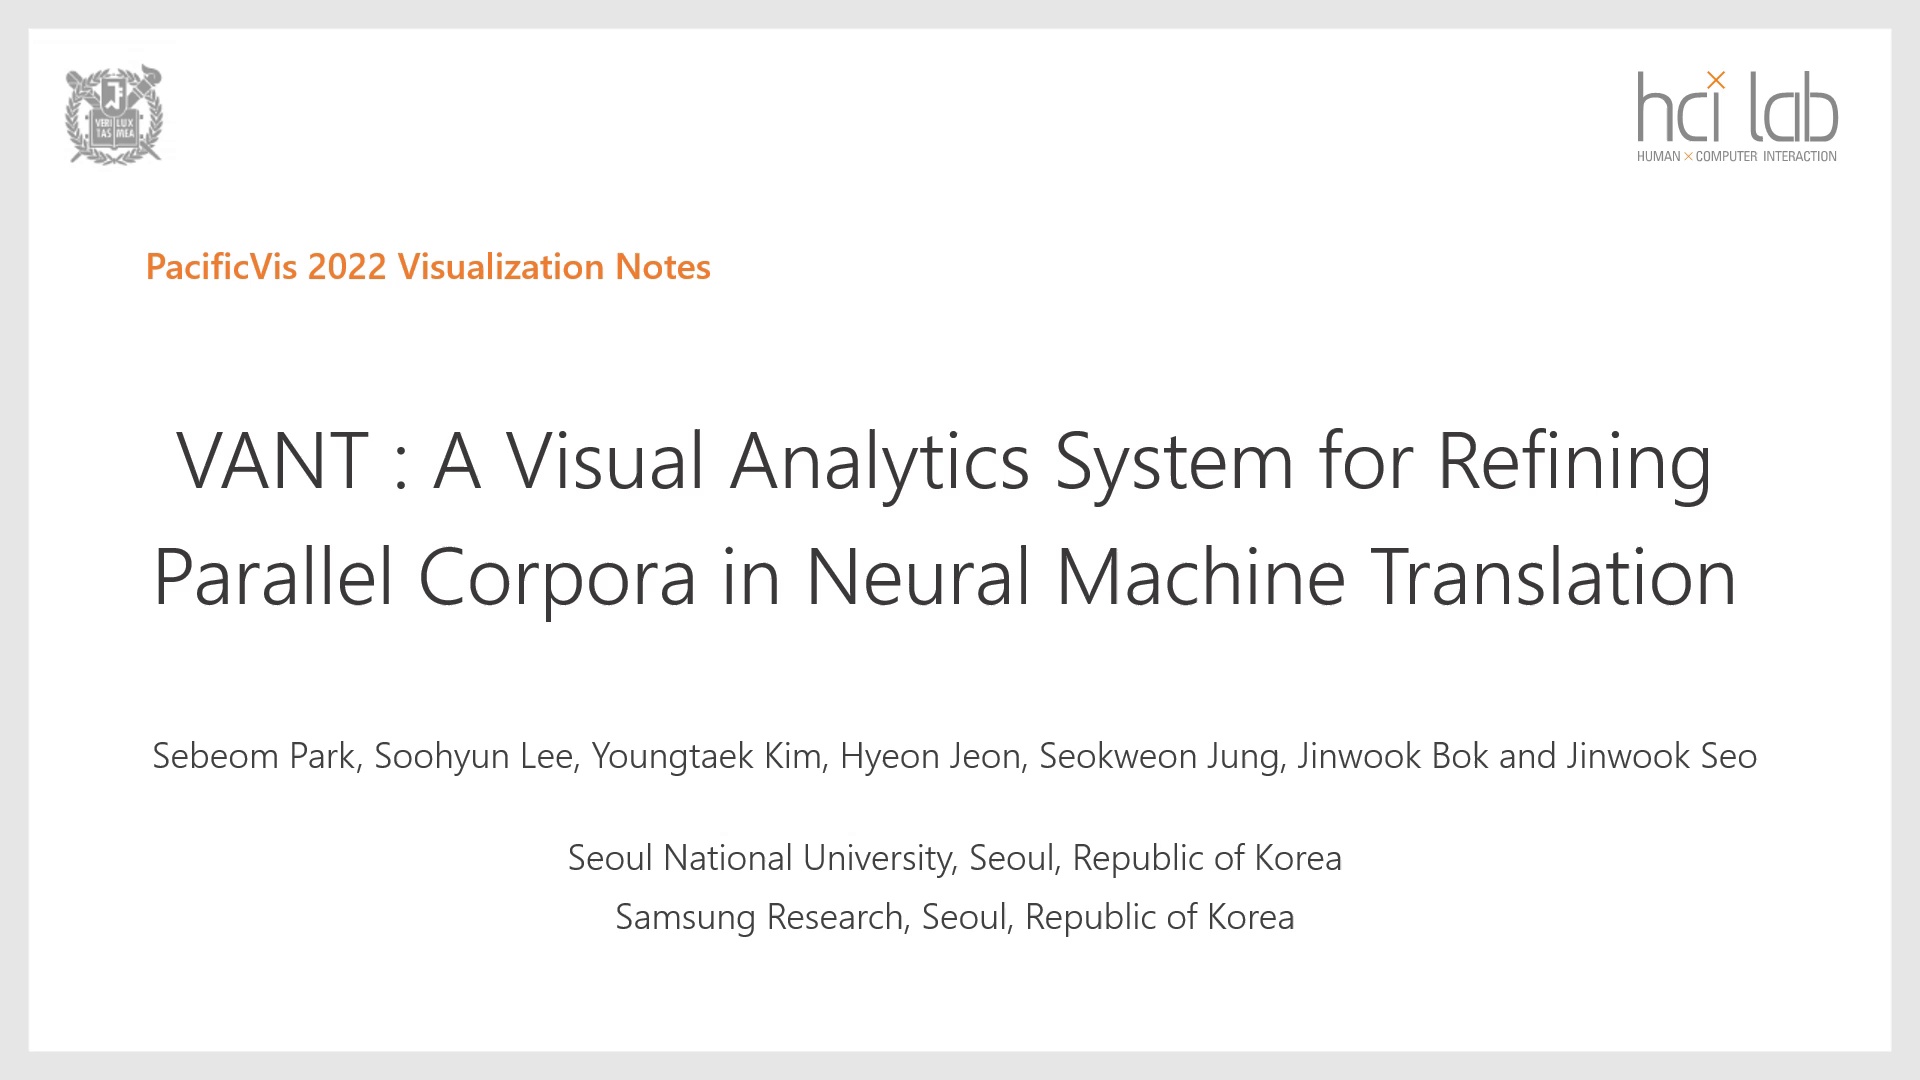 VERI LUX
TAS MEA
hci lab
HUMAN × COMPUTER INTERACTION
PacificVis 2022 Visualization Notes
VANT : A Visual Analytics System for Refining
Parallel Corpora in Neural Machine Translation
Sebeom Park, Soohyun Lee, Youngtaek Kim, Hyeon Jeon, Seokweon Jung, Jinwook Bok and Jinwook Seo
Seoul National University, Seoul, Republic of Korea
Samsung Research, Seoul, Republic of Korea